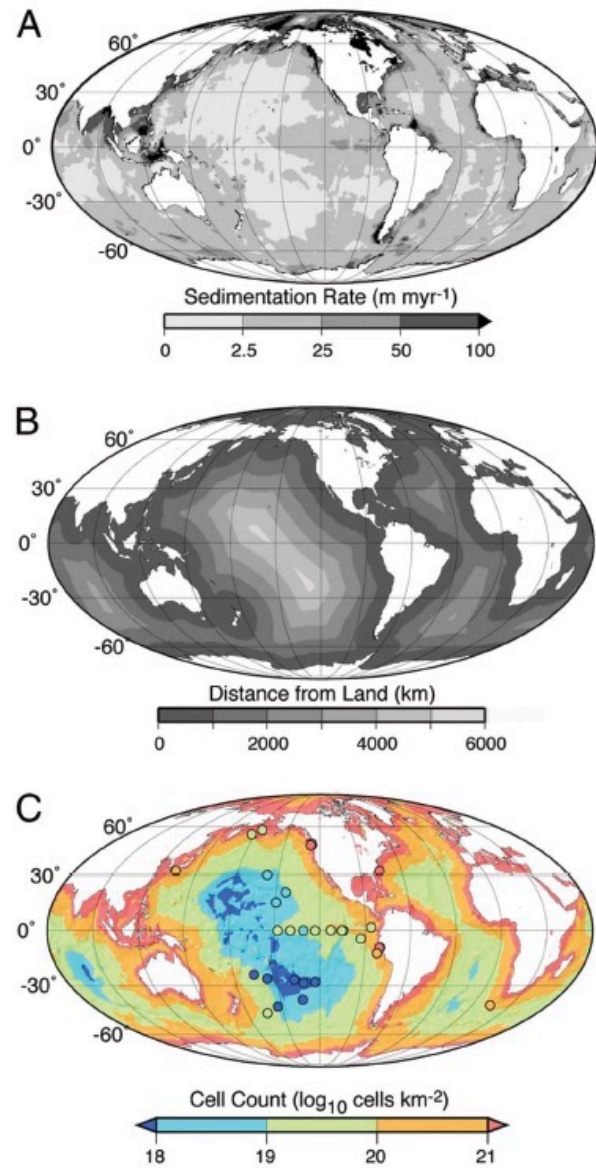 A
60°
30°
0°
-30°
-60°
Sedimentation Rate (m myr-1)
0 2.5 25 50 100
B
60°
30°
0°
-30°
-60°
Distance from Land (km)
0 2000 4000 6000
C
60°
30°
0°
-30°
-60°
Cell Count (log10 cells km-2)
18 19 20 21